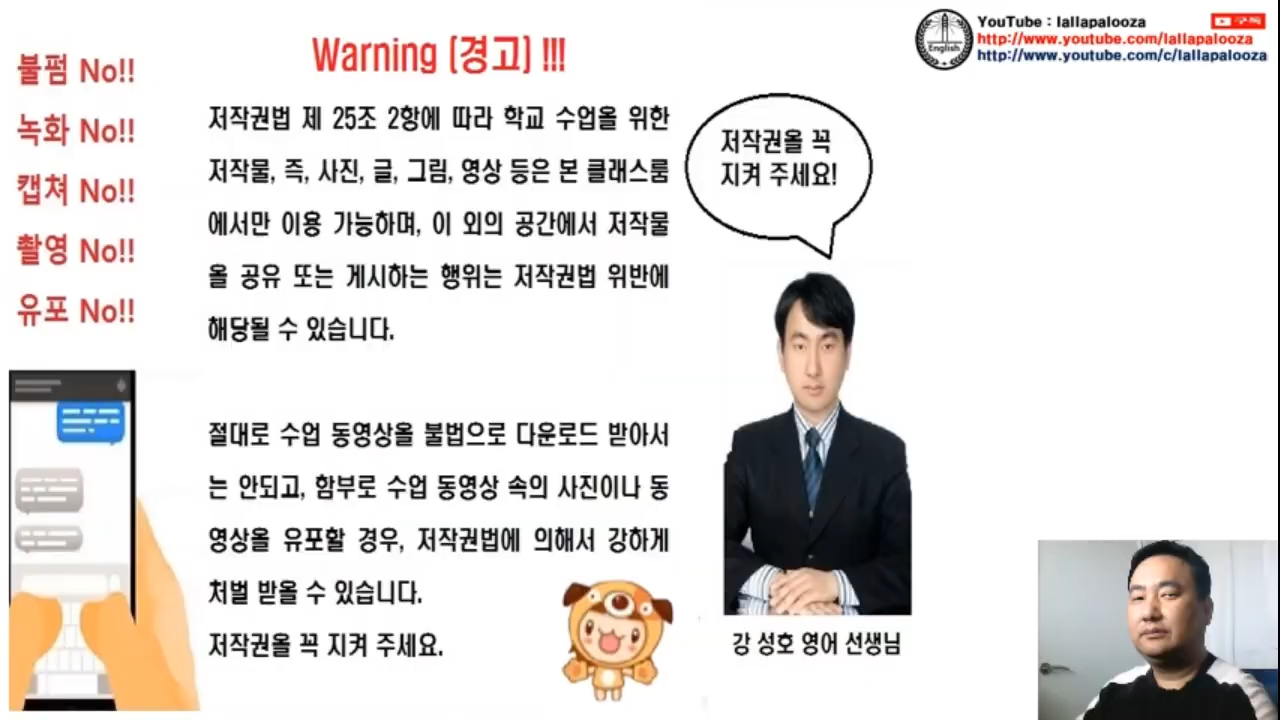 불펌 No!!
녹화 No!!
캡쳐 No!!
촬영 No!!
유포 No!!
Warning (경고) !!!
저작권법 제 25조 2항에 따라 학교 수업을 위한
저작물, 즉, 사진, 글, 그림, 영상 등은 본 클래스룸
에서만 이용 가능하며, 이 외의 공간에서 저작물
을 공유 또는 게시하는 행위는 저작권법 위반에
해당될 수 있습니다.
절대로 수업 동영상을 불법으로 다운로드 받아서
는 안되고, 함부로 수업 동영상 속의 사진이나 동
영상을 유포할 경우, 저작권법에 의해서 강하게
처벌 받을 수 있습니다.
저작권을 꼭 지켜 주세요.
저작권을 꼭
지켜 주세요!
강 성호 영어 선생님
English
YouTube : lallapalooza
구독
http://www.youtube.com/lallapalooza
http://www.youtube.com/c/lallapalooza